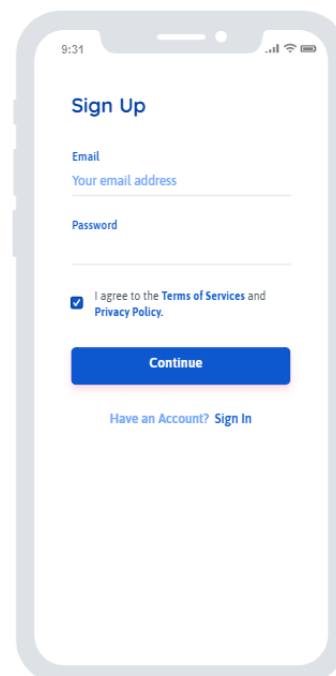 9:31
Sign Up
Email
Your email address
Password
I agree to the Terms of Services and
Privacy Policy.
Continue
Have an Account? Sign In